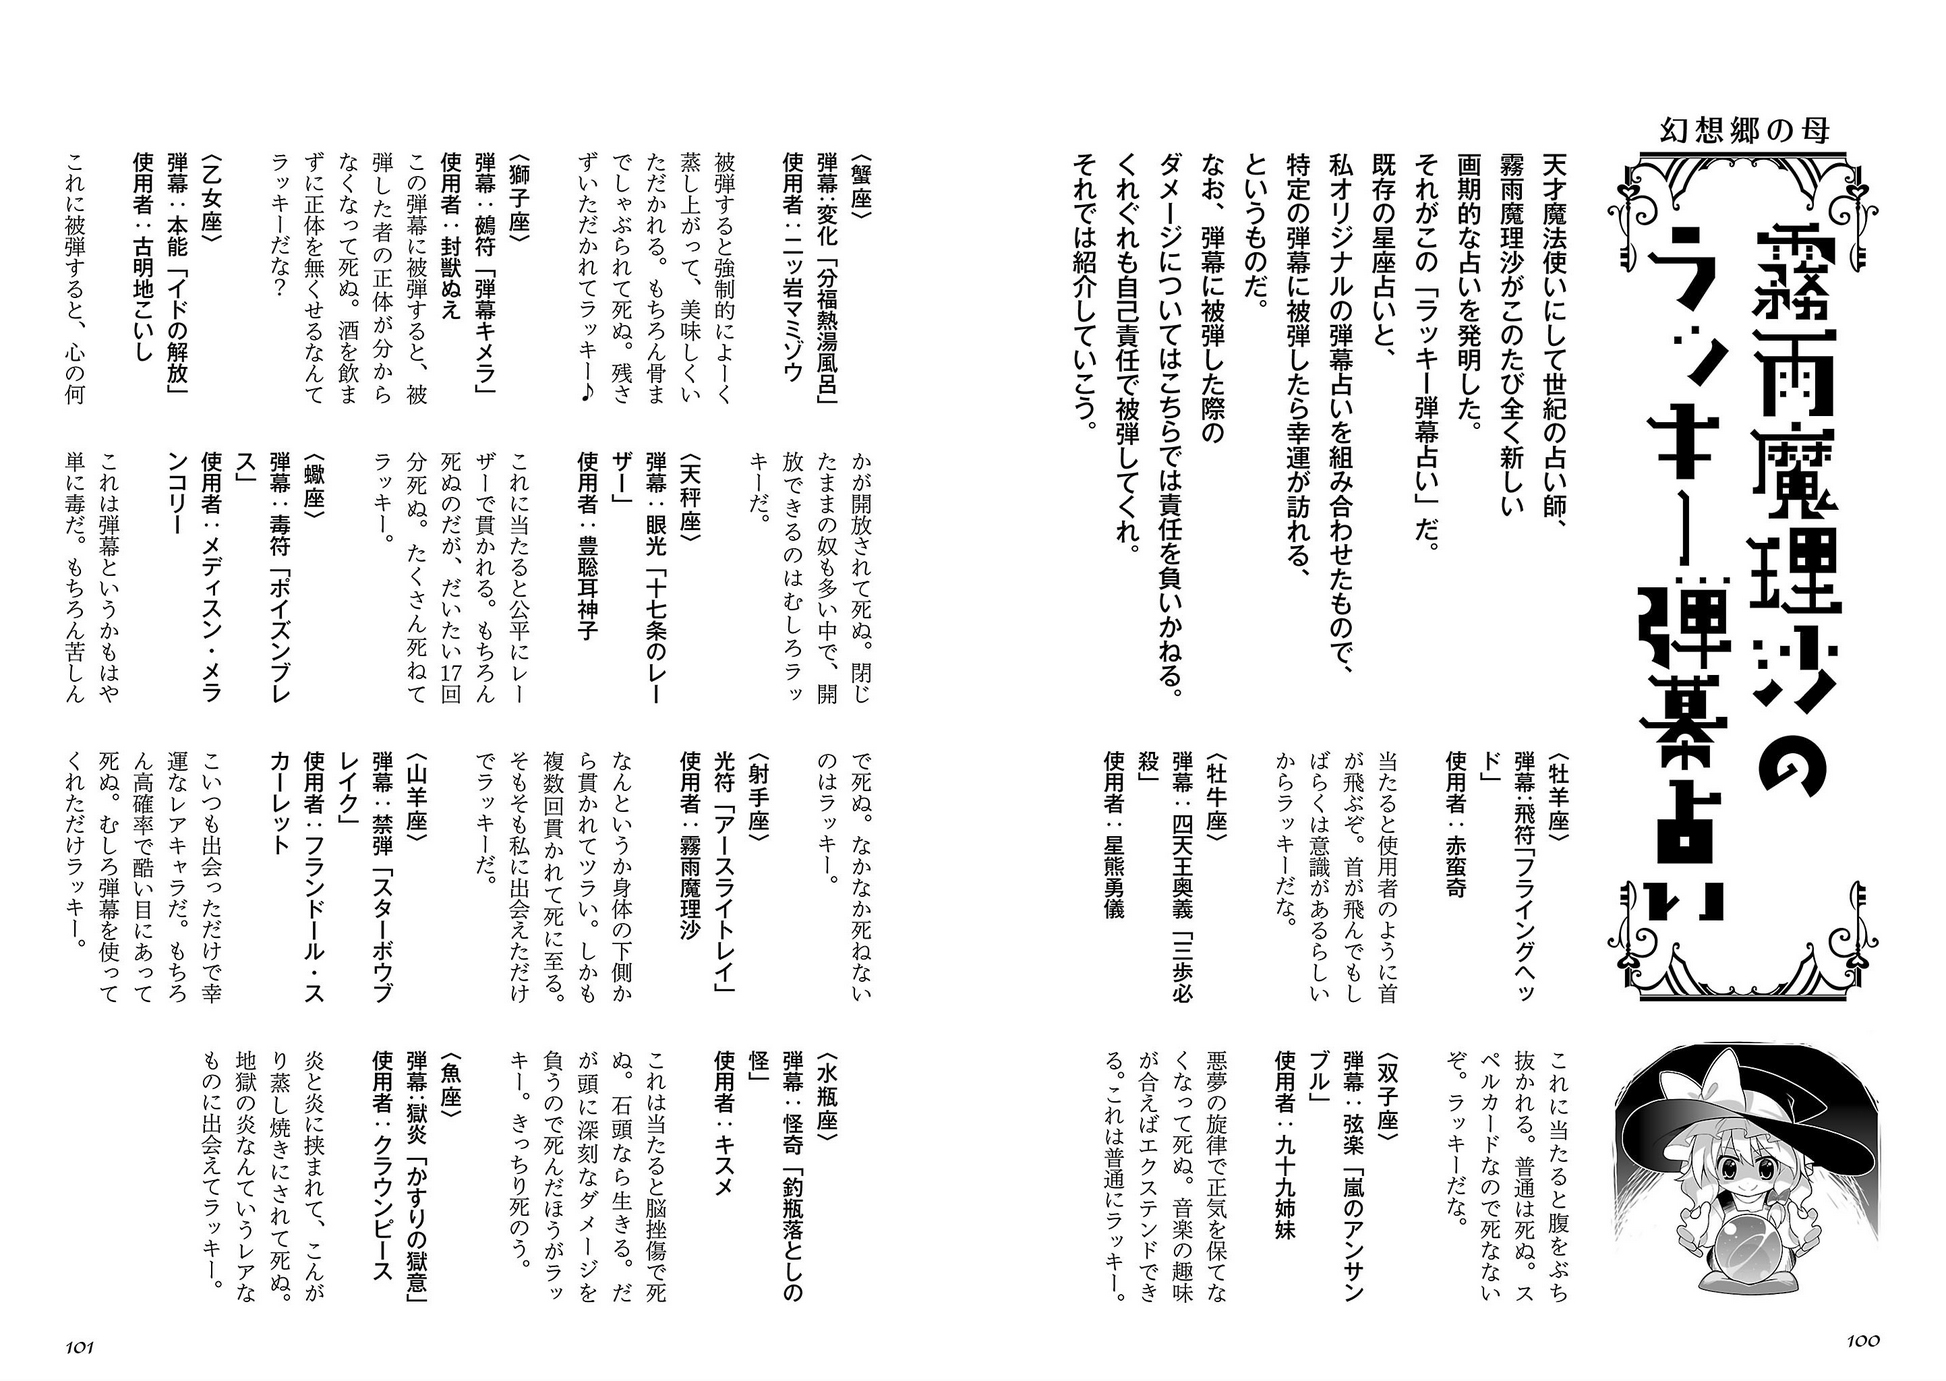 幻想郷の母
霧雨魔理沙の
ラッキー弾幕占い
天才魔法使いにして世紀の占い師、
霧雨魔理沙がこのたび全く新しい
画期的な占いを発明した。
それがこの「ラッキー弾幕占い」だ。
既存の星座占いと、
私オリジナルの弾幕占いを組み合わせたもので、
特定の弾幕に被弾したら幸運が訪れる、
というものだ。
なお、弾幕に被弾した際の
ダメージについてはこちらでは責任を負いかねる。
くれぐれも自己責任で被弾してくれ。
それでは紹介していこう。
〈牡羊座〉
弾幕：飛符「フライングヘッ
ド」
使用者：赤蛮奇
当たると使用者のように首
が飛ぶぞ。首が飛んでもし
ばらくは意識があるらしい
からラッキーだな。
〈牡牛座〉
弾幕：四天王奥義「三歩必
殺」
使用者：星熊勇儀
これに当たると腹をぶち
抜かれる。普通は死ぬ。ス
ペルカードなので死なない
ぞ。ラッキーだな。
〈双子座〉
弾幕：弦楽「嵐のアンサン
ブル」
使用者：九十九姉妹
悪夢の旋律で正気を保てな
くなって死ぬ。音楽の趣味
が合えばエクステンドでき
る。これは普通にラッキー。
100
〈蟹座〉
弾幕：変化「分福熱湯風呂」
使用者：二ッ岩マミゾウ
被弾すると強制的によーく
蒸し上がって、美味しくい
ただかれる。もちろん骨ま
でしゃぶられて死ぬ。残さ
ずいただかれてラッキー♪
〈獅子座〉
弾幕：鵺符「弾幕キメラ」
使用者：封獣ぬえ
この弾幕に被弾すると、被
弾した者の正体が分から
なくなって死ぬ。酒を飲ま
ずに正体を無くせるなんて
ラッキーだな？
〈乙女座〉
弾幕：本能「イドの解放」
使用者：古明地こいし
これに被弾すると、心の何
かが開放されて死ぬ。閉じ
たままの奴も多い中で、開
放できるのはむしろラッ
キーだ。
〈天秤座〉
弾幕：眼光「十七条のレー
ザー」
使用者：豊聡耳神子
これに当たると公平にレー
ザーで貫かれる。もちろん
死ぬのだが、だいたい17回
分死ぬ。たくさん死ねて
ラッキー。
〈蠍座〉
弾幕：毒符「ポイズンブレ
ス」
使用者：メディスン・メラ
ンコリー
これは弾幕というかもはや
単に毒だ。もちろん苦しん
で死ぬ。なかなか死ねない
のはラッキー。
〈射手座〉
光符「アースライトレイ」
使用者：霧雨魔理沙
なんというか身体の下側か
ら貫かれてツラい。しかも
複数回貫かれて死に至る。
そもそも私に出会えただけ
でラッキーだ。
〈山羊座〉
弾幕：禁弾「スターボウブ
レイク」
使用者：フランドール・ス
カーレット
こいつも出会っただけで幸
運なレアキャラだ。もちろ
ん高確率で酷い目にあって
死ぬ。むしろ弾幕を使って
くれただけラッキー。
〈水瓶座〉
弾幕：怪奇「釣瓶落としの
怪」
使用者：キスメ
これは当たると脳挫傷で死
ぬ。石頭なら生きる。だ
が頭に深刻なダメージを
負うので死んだほうがラッ
キー。きっちり死のう。
〈魚座〉
弾幕：獄炎「かすりの獄意」
使用者：クラウンピース
炎と炎に挟まれて、こんが
り蒸し焼きにされて死ぬ。
地獄の炎なんていうレアな
ものに出会えてラッキー。
101